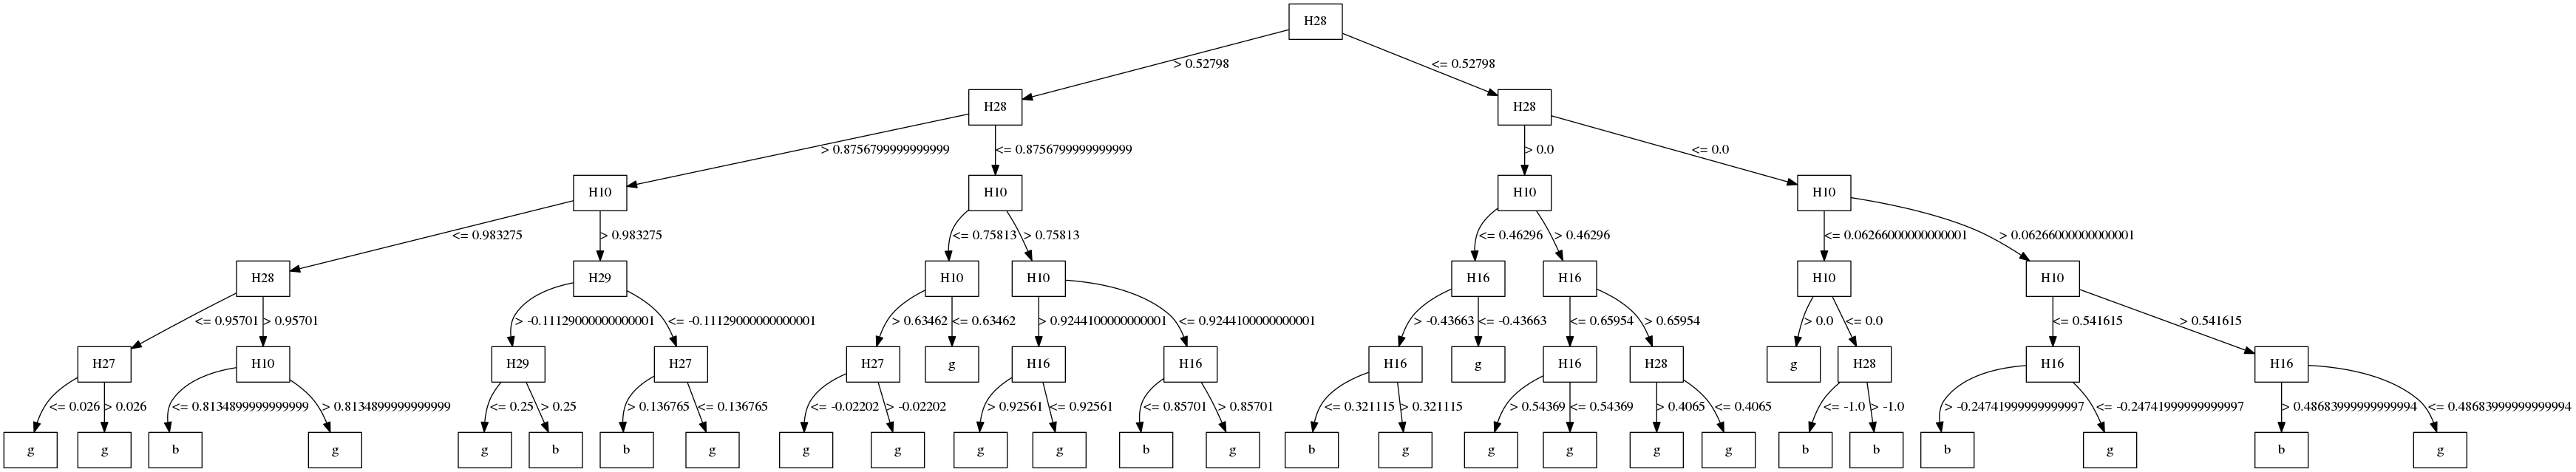 H28
> 0.52798 <= 0.52798
H28 H28
> 0.8756799999999999 <= 0.8756799999999999 > 0.0 <= 0.0
H10 H10 H10 H10
<= 0.983275 > 0.983275 <= 0.75813 > 0.75813 <= 0.46296 > 0.46296 <= 0.06266000000000001 > 0.06266000000000001
H28 H29 H10 H10 H16 H16 H10 H10
<= 0.95701 > 0.95701 > -0.11129000000000001 <= -0.11129000000000001 > 0.63462 <= 0.63462 > 0.9244100000000001 <= 0.9244100000000001 > -0.43663 <= -0.43663 <= 0.65954 > 0.65954 > 0.0 <= 0.0 <= 0.541615 > 0.541615
H27 H10 H29 H27 H27 g H16 H16 H16 g H16 H28 g H28 H16 H16
<= 0.026 > 0.026 <= 0.8134899999999999 > 0.8134899999999999 <= 0.25 > 0.25 > 0.136765 <= 0.136765 <= -0.02202 > -0.02202 > 0.92561 <= 0.92561 <= 0.85701 > 0.85701 <= 0.321115 > 0.321115 > 0.54369 <= 0.54369 > 0.4065 <= 0.4065 <= -1.0 > -1.0 > -0.24741999999999997 <= -0.24741999999999997 > 0.48683999999999994 <= 0.48683999999999994
g g b g g b b g g g g g b g b g g g g g b b b g b g